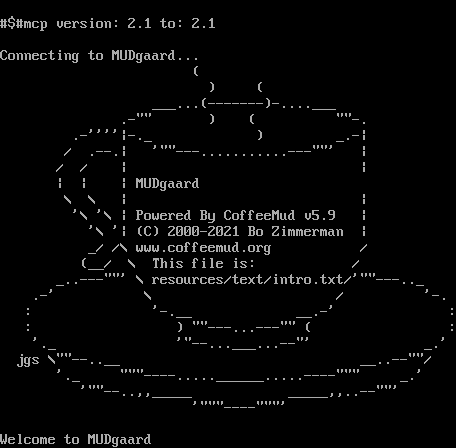 #$#mcp version: 2.1 to: 2.1
Connecting to MUDgaard...
MUDgaard
Powered By CoffeeMud v5.9
(C) 2000-2021 Bo Zimmerman
www.coffeemud.org
This file is:
resources/text/intro.txt
jgs
Welcome to MUDgaard